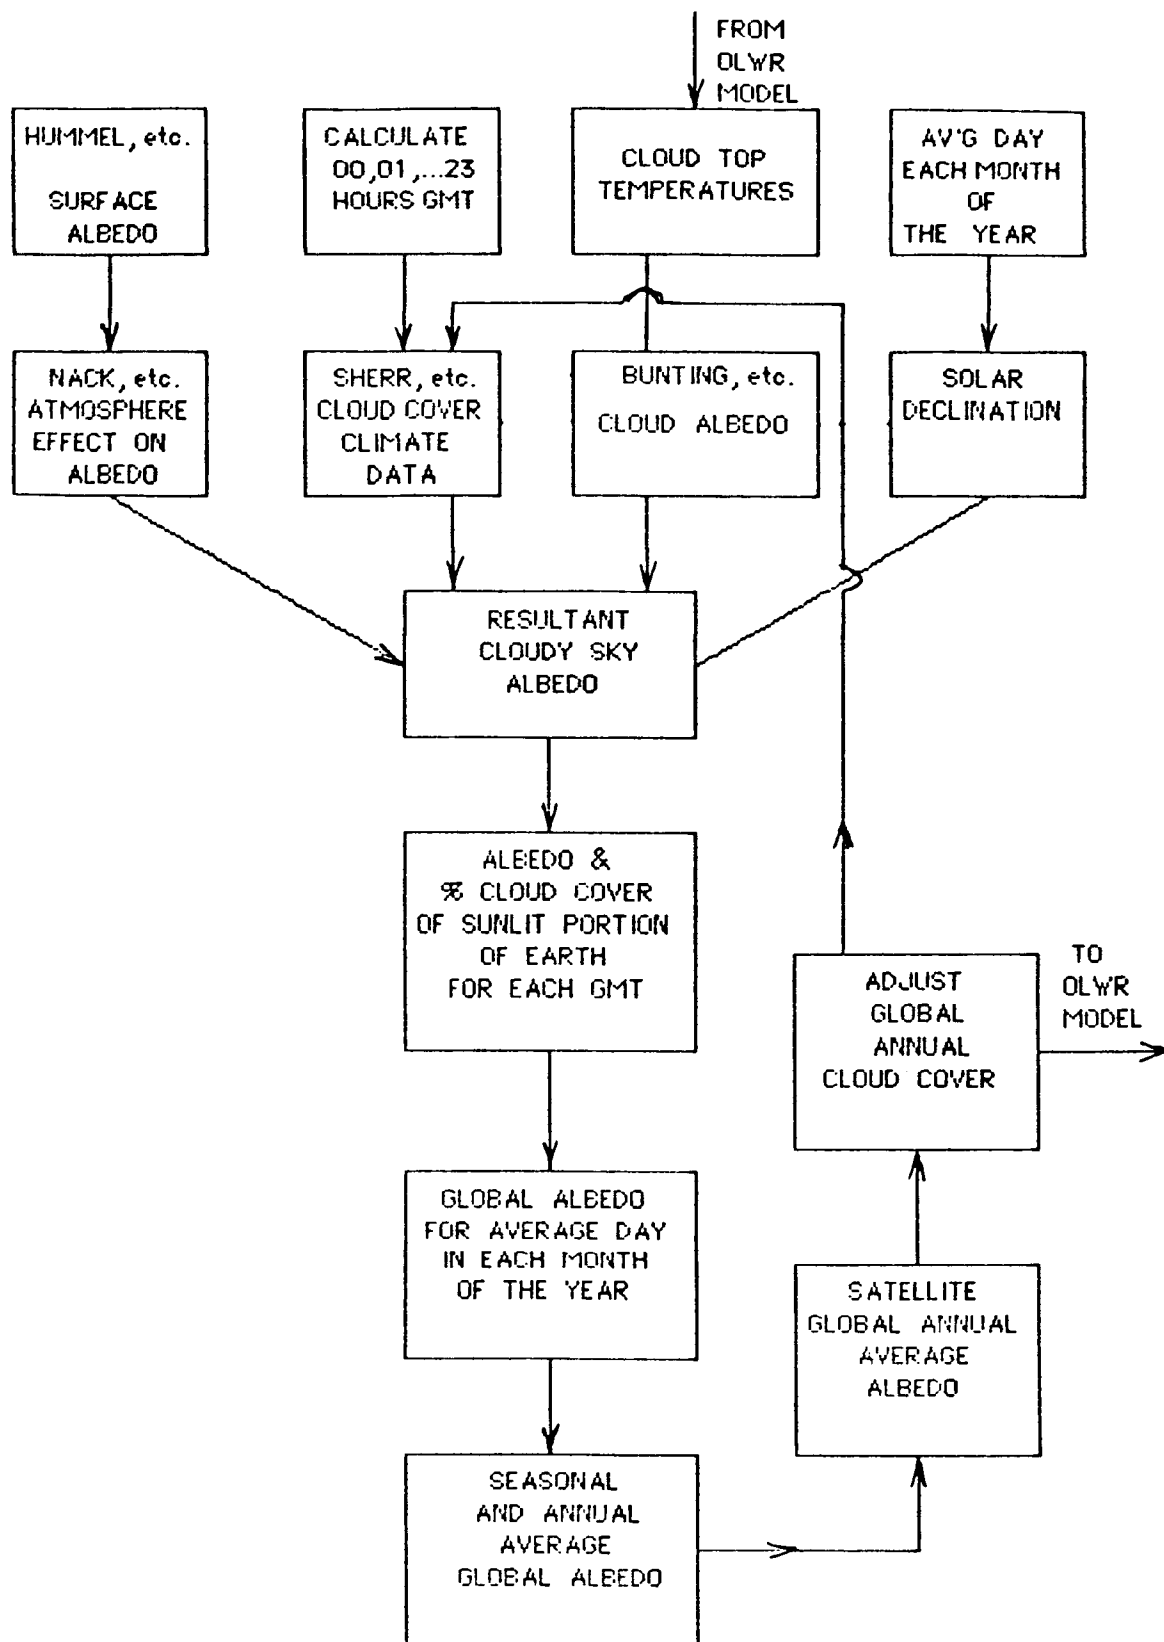 FROM
OLWR
MODEL
HUMMEL, etc.
SURFACE
ALBEDO
CALCULATE
00,01,...23
HOURS GMT
CLOUD TOP
TEMPERATURES
AV'G DAY
EACH MONTH
OF
THE YEAR
NACK, etc.
ATMOSPHERE
EFFECT ON
ALBEDO
SHERR, etc.
CLOUD COVER
CLIMATE
DATA
BUNTING, etc.
CLOUD ALBEDO
SOLAR
DECLINATION
RESULTANT
CLOUDY SKY
ALBEDO
ALBEDO &
% CLOUD COVER
OF SUNLIT PORTION
OF EARTH
FOR EACH GMT
ADJUST
GLOBAL
ANNUAL
CLOUD COVER
TO
OLWR
MODEL
GLOBAL ALBEDO
FOR AVERAGE DAY
IN EACH MONTH
OF THE YEAR
SATELLITE
GLOBAL ANNUAL
AVERAGE
ALBEDO
SEASONAL
AND ANNUAL
AVERAGE
GLOBAL ALBEDO